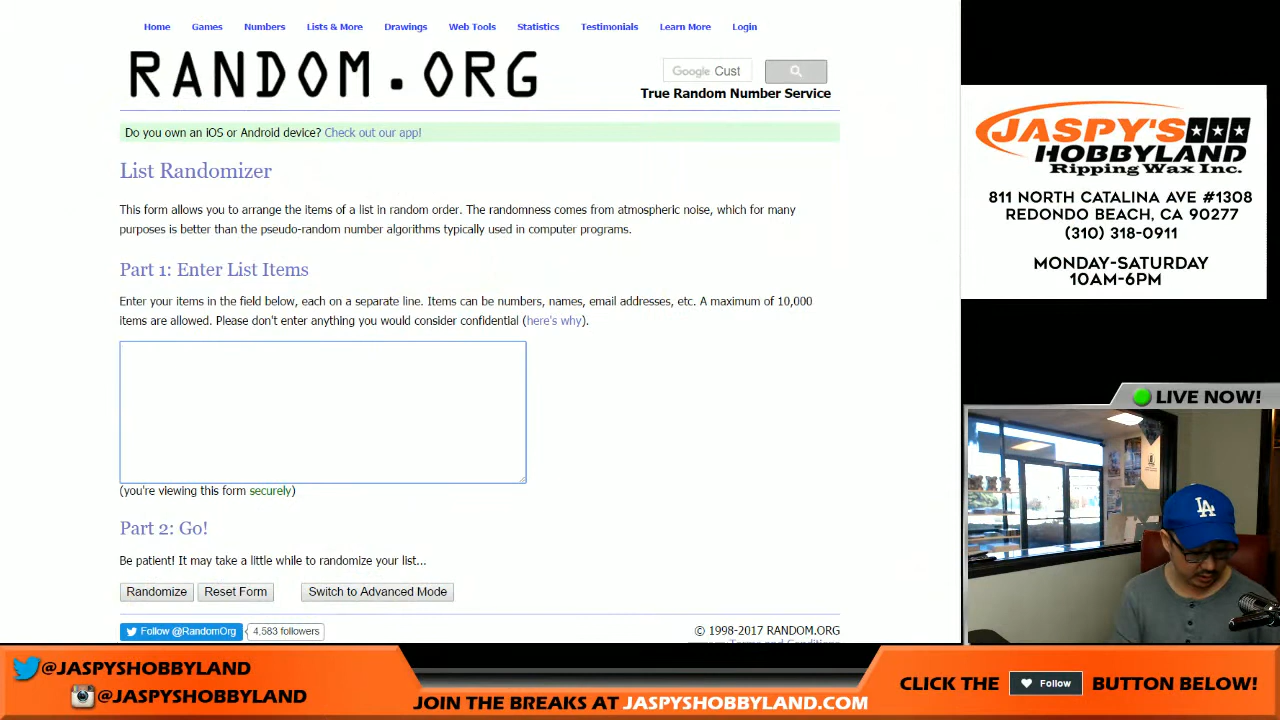 Home Games Numbers Lists & More Drawings Web Tools Statistics Testimonials Learn More Login
RANDOM.ORG
Google Cust
True Random Number Service
Do you own an iOS or Android device? Check out our app!
List Randomizer
This form allows you to arrange the items of a list in random order. The randomness comes from atmospheric noise, which for many
purposes is better than the pseudo-random number algorithms typically used in computer programs.
Part 1: Enter List Items
Enter your items in the field below, each on a separate line. Items can be numbers, names, email addresses, etc. A maximum of 10,000
items are allowed. Please don't enter anything you would consider confidential (here's why).
(you're viewing this form securely)
Part 2: Go!
Be patient! It may take a little while to randomize your list...
Randomize Reset Form Switch to Advanced Mode
Follow @RandomOrg 4,583 followers
© 1998-2017 RANDOM.ORG
Terms and Conditions
JASPY'S
HOBBYLAND
Ripping Wax Inc.
811 NORTH CATALINA AVE #1308
REDONDO BEACH, CA 90277
(310) 318-0911
MONDAY-SATURDAY
10AM-6PM
LIVE NOW!
LA
@JASPYSHOBBYLAND
@JASPYSHOBBYLAND
JOIN THE BREAKS AT JASPYSHOBBYLAND.COM
CLICK THE Follow BUTTON BELOW!